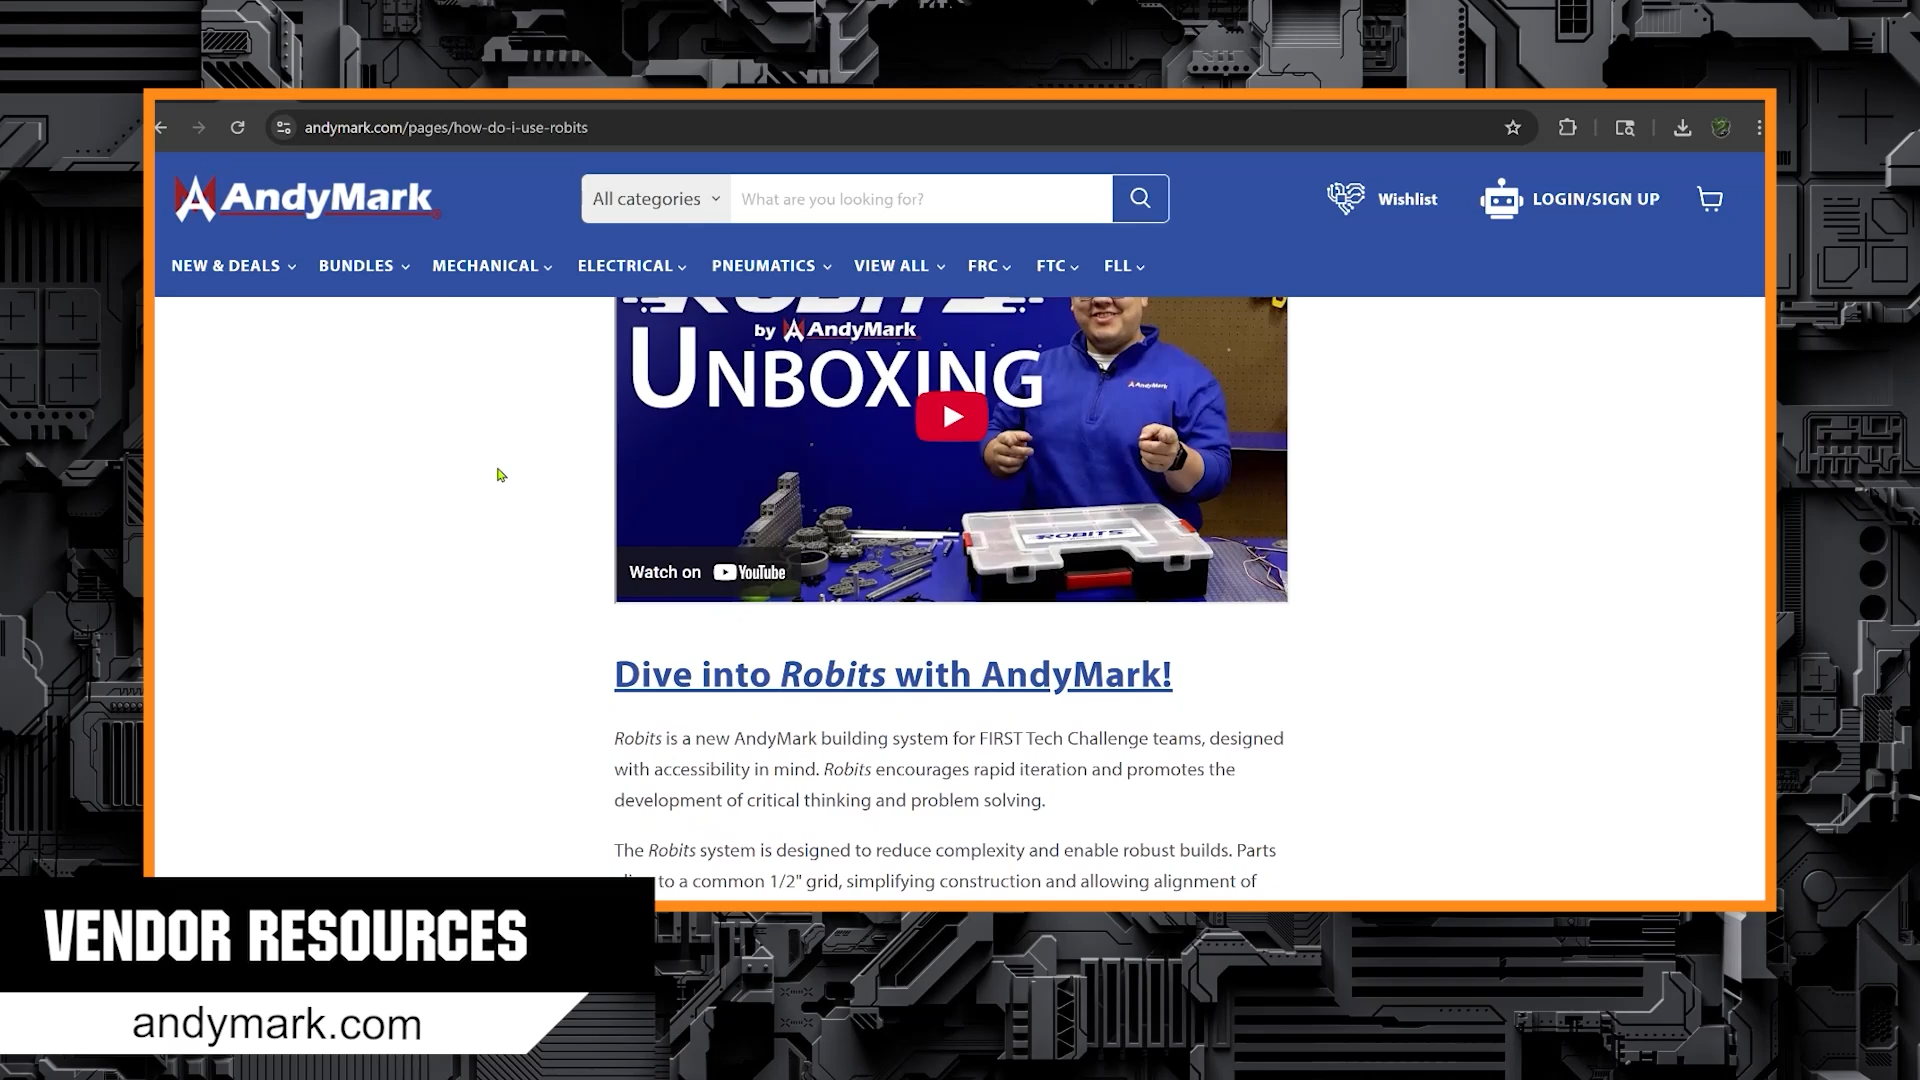 andymark.com/pages/how-do-i-use-robits
AndyMark
All categories
What are you looking for?
Wishlist
LOGIN/SIGN UP
NEW & DEALS
BUNDLES
MECHANICAL
ELECTRICAL
PNEUMATICS
VIEW ALL
FRC
FTC
FLL
by AndyMark
UNBOXING
AndyMark
ROBITS
Watch on YouTube
Dive into Robits with AndyMark!
Robits is a new AndyMark building system for FIRST Tech Challenge teams, designed
with accessibility in mind. Robits encourages rapid iteration and promotes the
development of critical thinking and problem solving.
The Robits system is designed to reduce complexity and enable robust builds. Parts
to a common 1/2" grid, simplifying construction and allowing alignment of
VENDOR RESOURCES
andymark.com